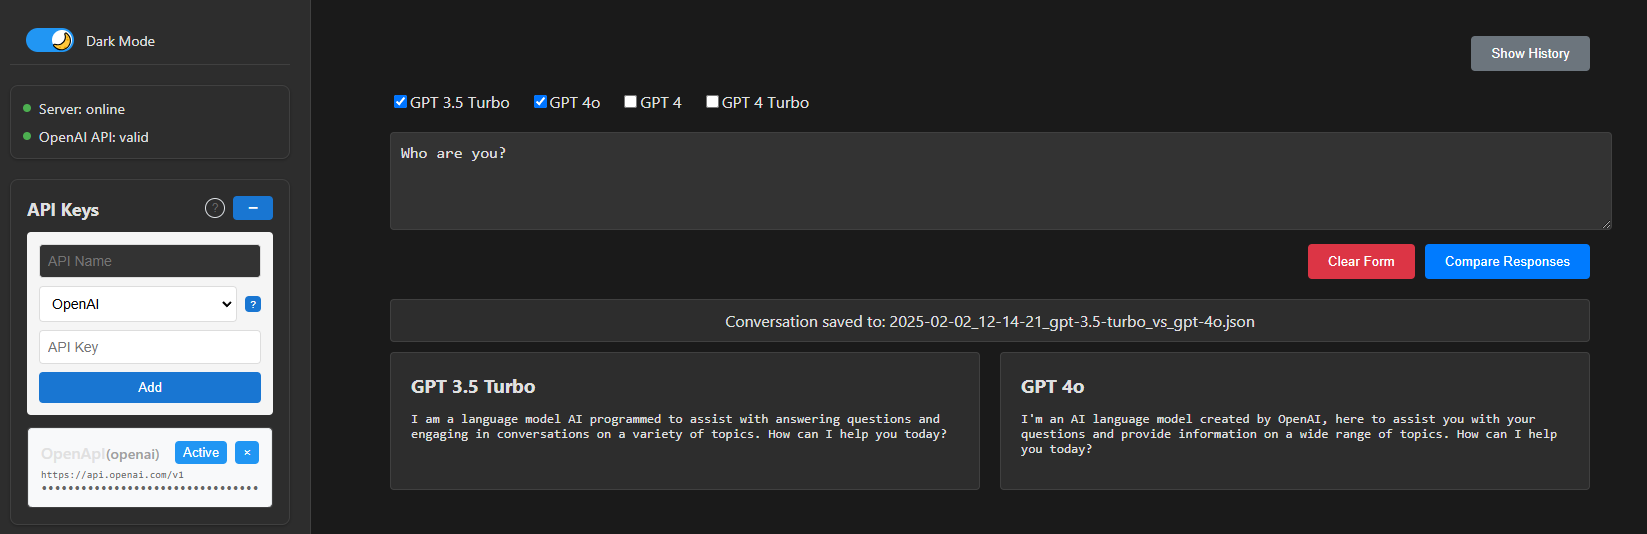 Dark Mode
Server: online
OpenAI API: valid
API Keys
?
−
API Name
OpenAI
?
API Key
Add
OpenApI(openai)
Active
×
https://api.openai.com/v1
••••••••••••••••••••••••••••••••
Show History
GPT 3.5 Turbo
GPT 4o
GPT 4
GPT 4 Turbo
Who are you?
Clear Form
Compare Responses
Conversation saved to: 2025-02-02_12-14-21_gpt-3.5-turbo_vs_gpt-4o.json
GPT 3.5 Turbo
I am a language model AI programmed to assist with answering questions and
engaging in conversations on a variety of topics. How can I help you today?
GPT 4o
I'm an AI language model created by OpenAI, here to assist you with your
questions and provide information on a wide range of topics. How can I help
you today?